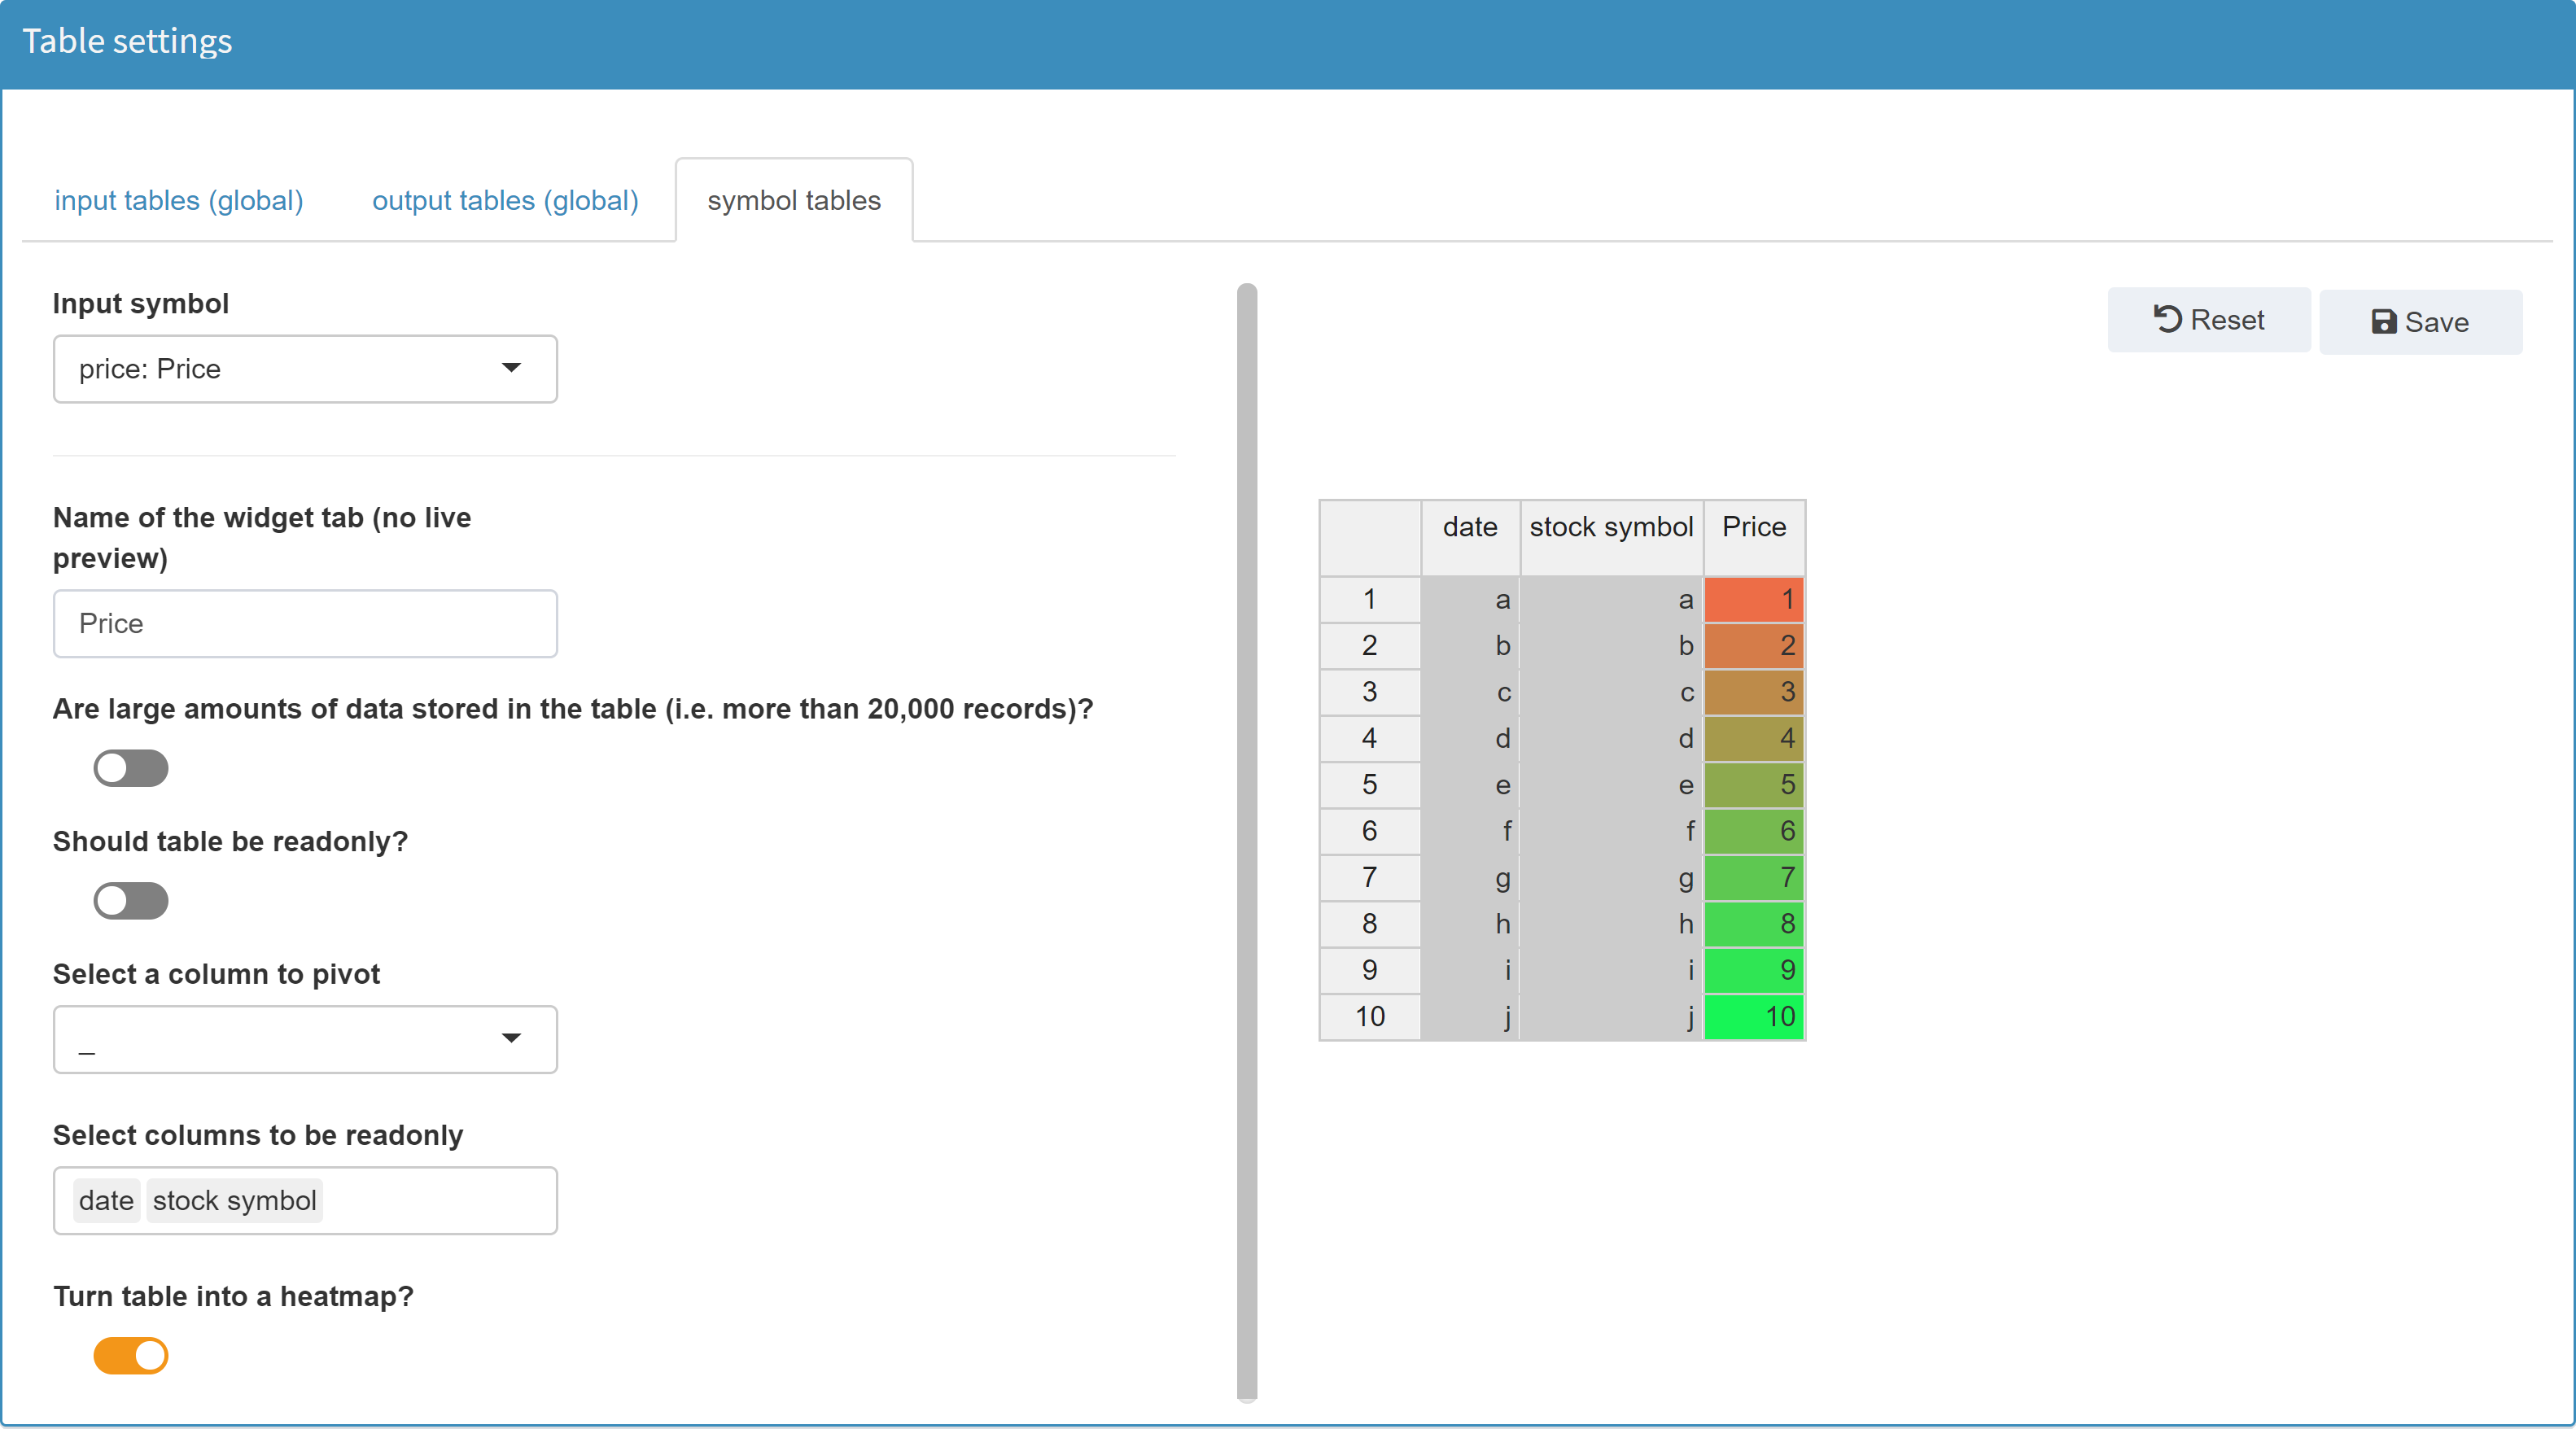 Table settings
input tables (global) output tables (global) symbol tables
Input symbol
price: Price
Reset Save
Name of the widget tab (no live
preview)
Price
Are large amounts of data stored in the table (i.e. more than 20,000 records)?
Should table be readonly?
Select a column to pivot
_
Select columns to be readonly
date stock symbol
Turn table into a heatmap?
date stock symbol Price
1 a a 1
2 b b 2
3 c c 3
4 d d 4
5 e e 5
6 f f 6
7 g g 7
8 h h 8
9 i i 9
10 j j 10